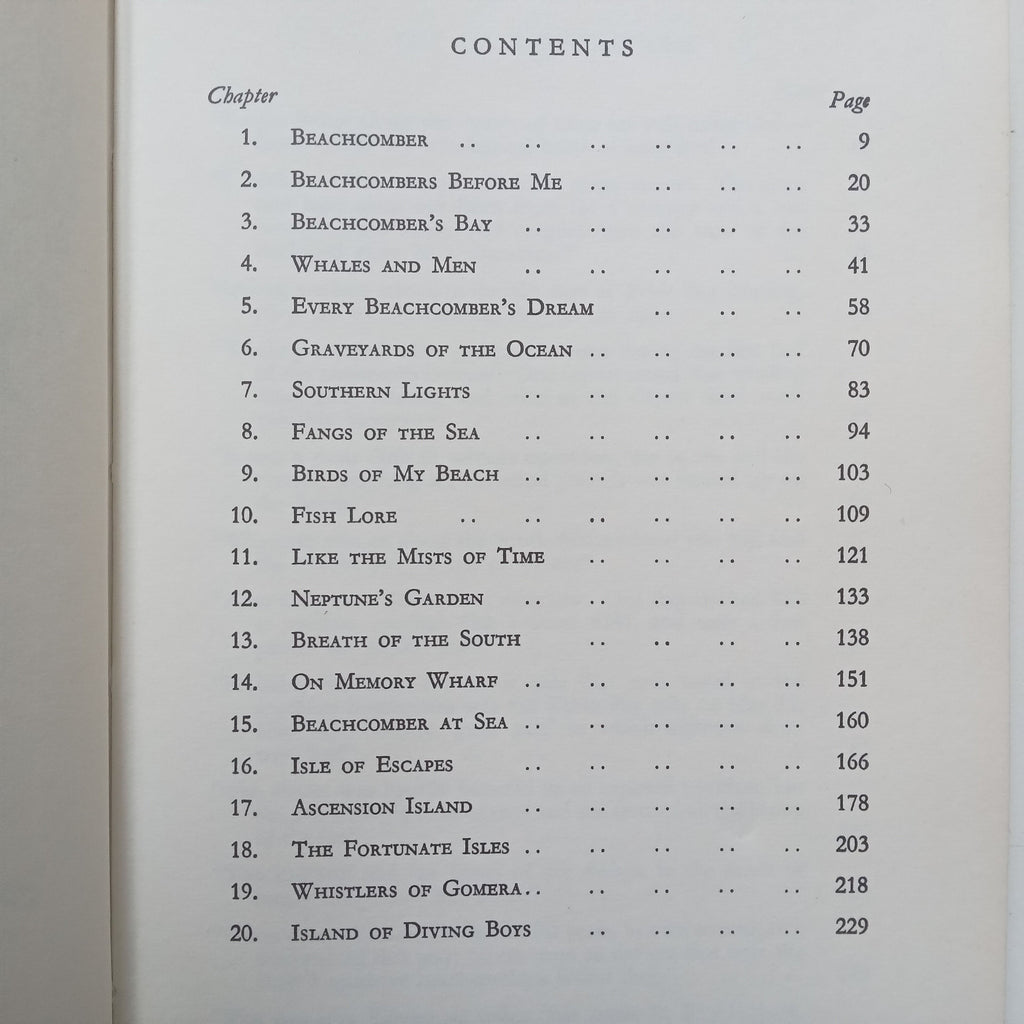 CONTENTS
Chapter Page
1. BEACHCOMBER .. .. .. .. .. .. 9
2. BEACHCOMBERS BEFORE ME .. .. .. .. 20
3. BEACHCOMBER'S BAY .. .. .. .. .. 33
4. WHALES AND MEN .. .. .. .. .. 41
5. EVERY BEACHCOMBER'S DREAM .. .. .. 58
6. GRAVEYARDS OF THE OCEAN .. .. .. .. 70
7. SOUTHERN LIGHTS .. .. .. .. .. 83
8. FANGS OF THE SEA .. .. .. .. .. 94
9. BIRDS OF MY BEACH .. .. .. .. .. 103
10. FISH LORE .. .. .. .. .. .. 109
11. LIKE THE MISTS OF TIME .. .. .. .. 121
12. NEPTUNE'S GARDEN .. .. .. .. .. 133
13. BREATH OF THE SOUTH .. .. .. .. 138
14. ON MEMORY WHARF .. .. .. .. .. 151
15. BEACHCOMBER AT SEA .. .. .. .. .. 160
16. ISLE OF ESCAPES .. .. .. .. .. 166
17. ASCENSION ISLAND .. .. .. .. .. 178
18. THE FORTUNATE ISLES .. .. .. .. .. 203
19. WHISTLERS OF GOMERA .. .. .. .. .. 218
20. ISLAND OF DIVING BOYS .. .. .. .. 229